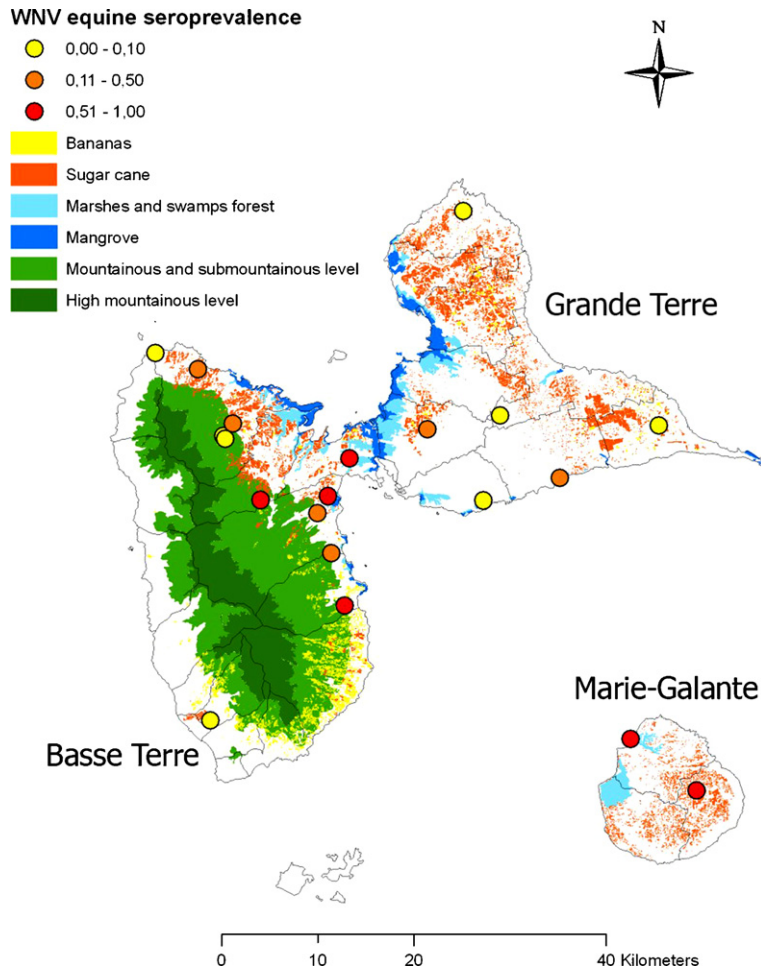 WNV equine seroprevalence
0,00 - 0,10
0,11 - 0,50
0,51 - 1,00
Bananas
Sugar cane
Marshes and swamps forest
Mangrove
Mountainous and submountainous level
High mountainous level
N
Grande Terre
Marie-Galante
Basse Terre
0 10 20 40 Kilometers